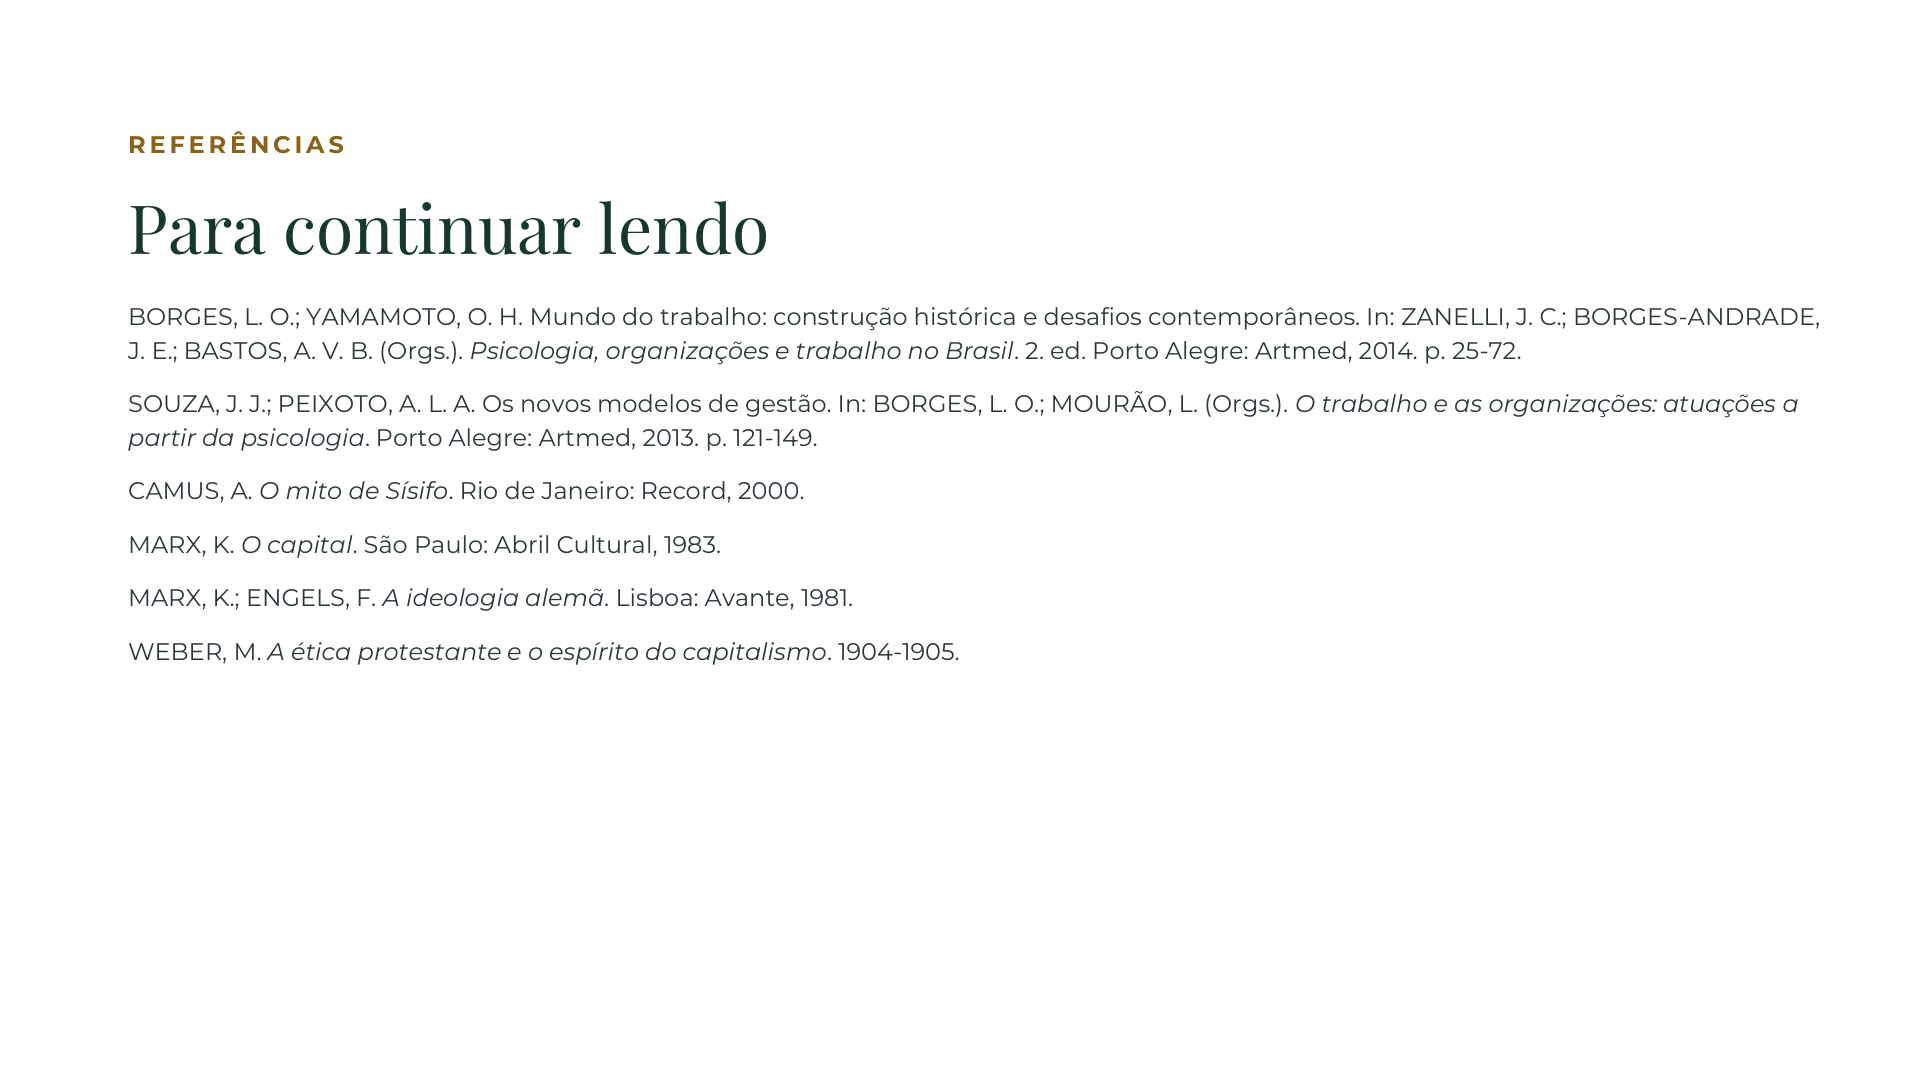 REFERÊNCIAS
Para continuar lendo
BORGES, L. O.; YAMAMOTO, O. H. Mundo do trabalho: construção histórica e desafios contemporâneos. In: ZANELLI, J. C.; BORGES-ANDRADE,
J. E.; BASTOS, A. V. B. (Orgs.). Psicologia, organizações e trabalho no Brasil. 2. ed. Porto Alegre: Artmed, 2014. p. 25-72.
SOUZA, J. J.; PEIXOTO, A. L. A. Os novos modelos de gestão. In: BORGES, L. O.; MOURÃO, L. (Orgs.). O trabalho e as organizações: atuações a
partir da psicologia. Porto Alegre: Artmed, 2013. p. 121-149.
CAMUS, A. O mito de Sísifo. Rio de Janeiro: Record, 2000.
MARX, K. O capital. São Paulo: Abril Cultural, 1983.
MARX, K.; ENGELS, F. A ideologia alemã. Lisboa: Avante, 1981.
WEBER, M. A ética protestante e o espírito do capitalismo. 1904-1905.